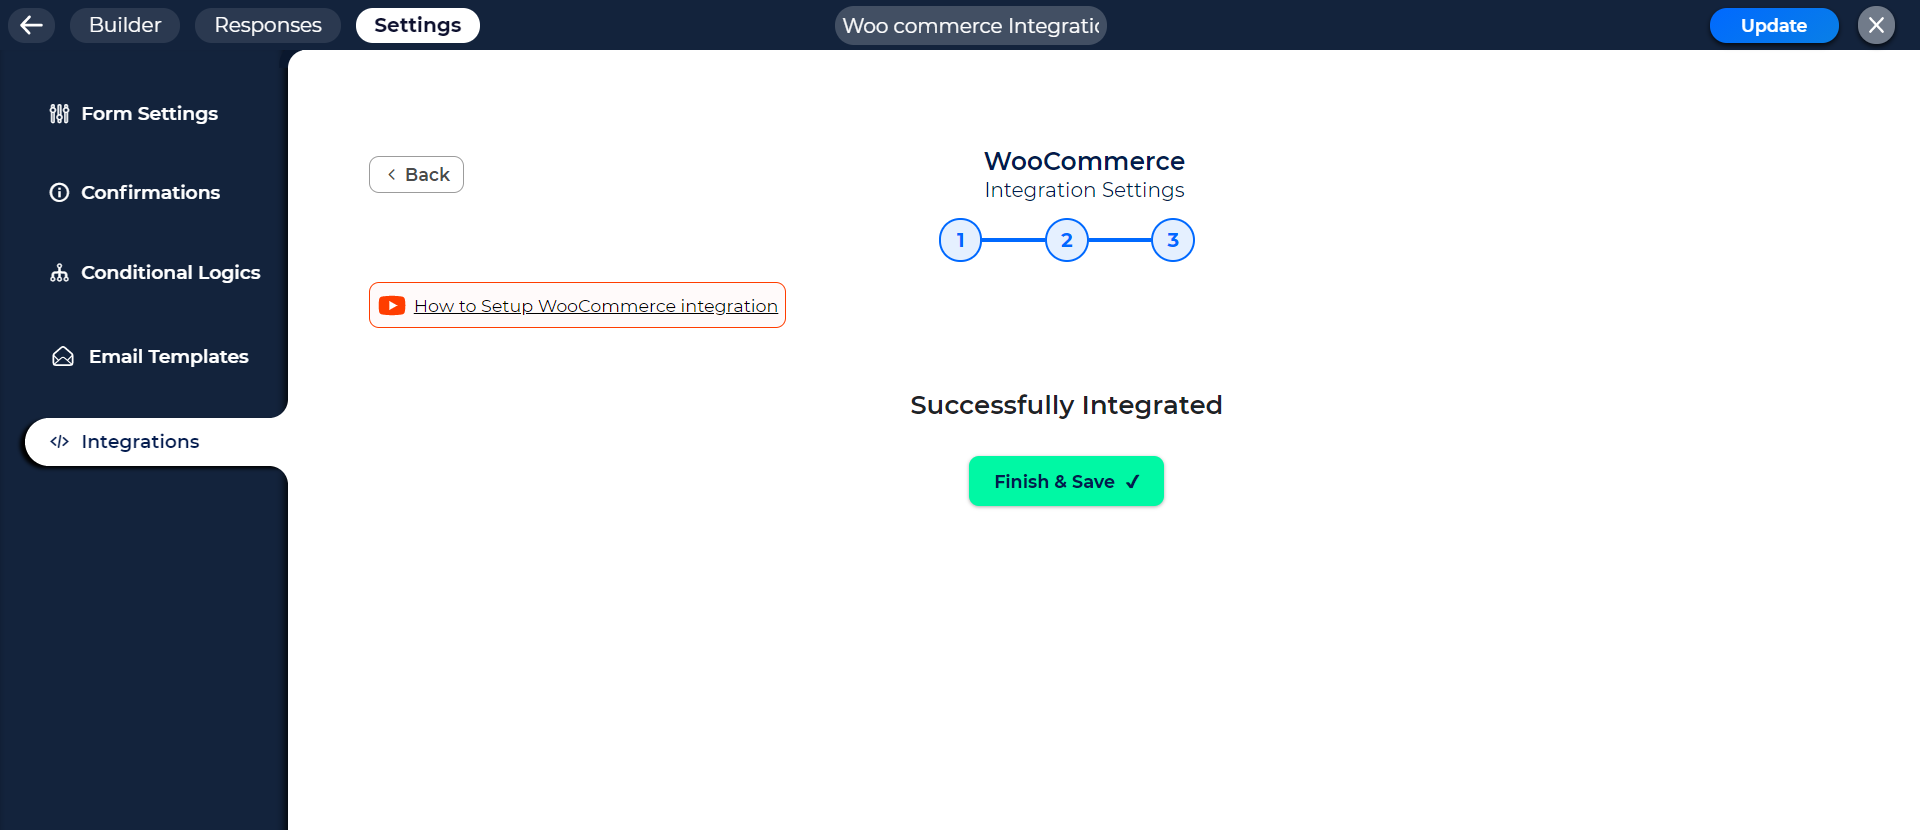 Builder
Responses
Settings
Woo commerce Integratic
Update
Form Settings
Confirmations
Conditional Logics
Email Templates
Integrations
Back
WooCommerce
Integration Settings
1
2
3
How to Setup WooCommerce integration
Successfully Integrated
Finish & Save ✓